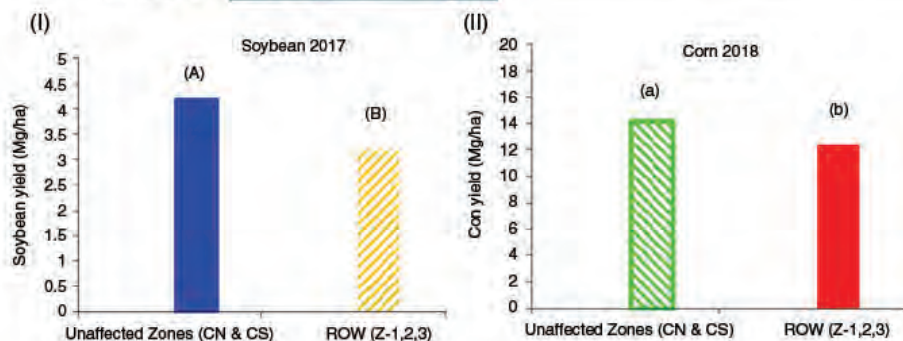 (I)
Soybean 2017
Soybean yield (Mg/ha)
5
4.5
4
3.5
3
2.5
2
1.5
1
0.5
0
(A)
(B)
Unaffected Zones (CN & CS)
ROW (Z-1,2,3)
(II)
Corn 2018
Con yield (Mg/ha)
20
18
16
14
12
10
8
6
4
2
0
(a)
(b)
Unaffected Zones (CN & CS)
ROW (Z-1,2,3)